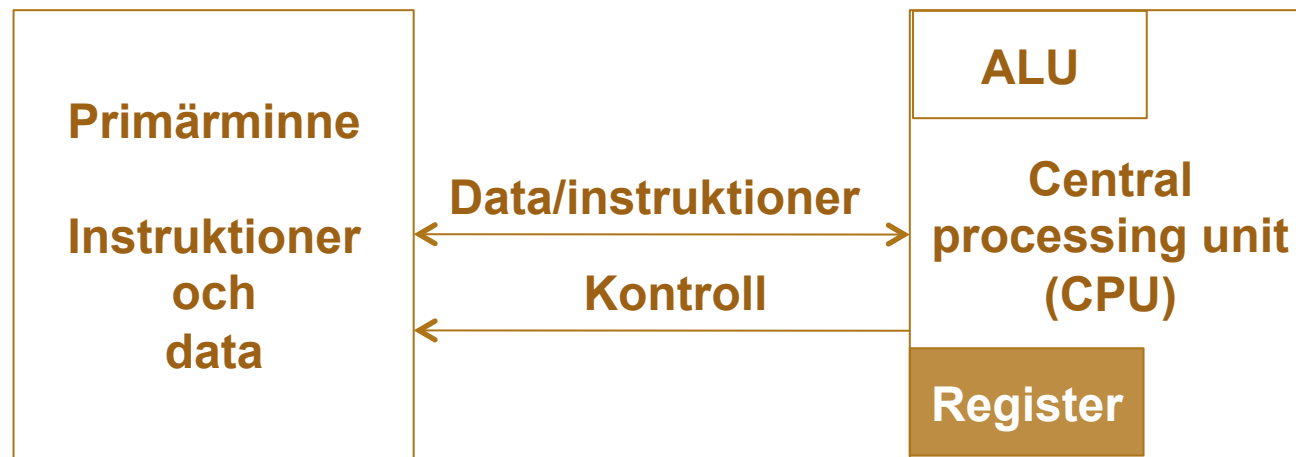 Primärminne
Instruktioner
och
data
Data/instruktioner
Kontroll
ALU
Central
processing unit
(CPU)
Register